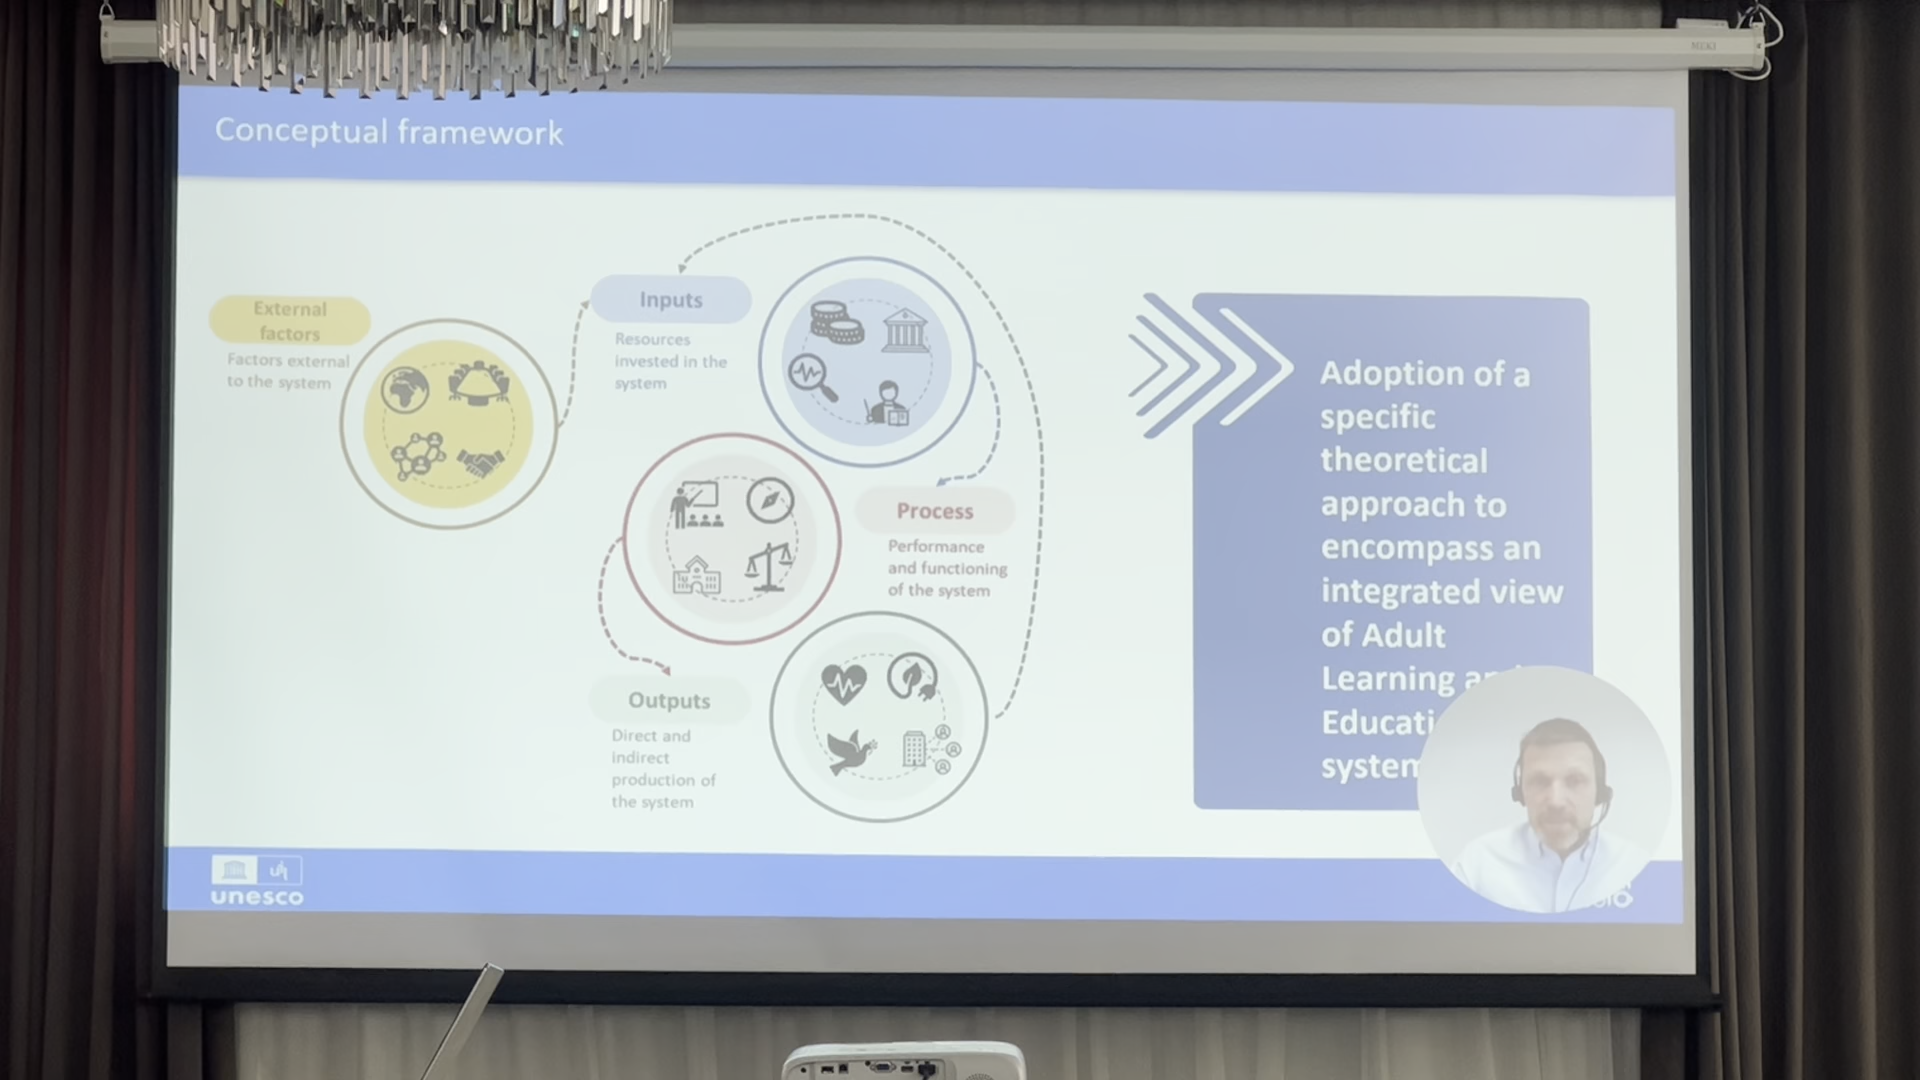 MEKI
Conceptual framework
External
factors
Factors external
to the system
Inputs
Resources
invested in the
system
Process
Performance
and functioning
of the system
Outputs
Direct and
indirect
production of
the system
Adoption of a
specific
theoretical
approach to
encompass an
integrated view
of Adult
Learning
system
unesco